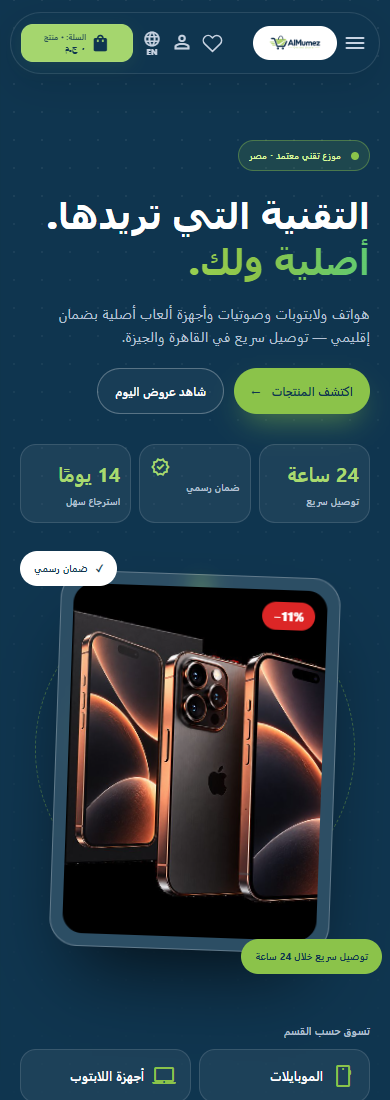 AlMumez
EN
السلة: ٠ منتج
٠ ج.م
موزع تقني معتمد · مصر
التقنية التي تريدها.
أصلية ولك.
هواتف ولابتوبات وصوتيات وأجهزة ألعاب أصلية بضمان
إقليمي — توصيل سريع في القاهرة والجيزة.
اكتشف المنتجات ←
شاهد عروض اليوم
24 ساعة
توصيل سريع
ضمان رسمي
14 يومًا
استرجاع سهل
✓ ضمان رسمي
−11%
توصيل سريع خلال 24 ساعة
تسوق حسب القسم
الموبايلات
أجهزة اللابتوب